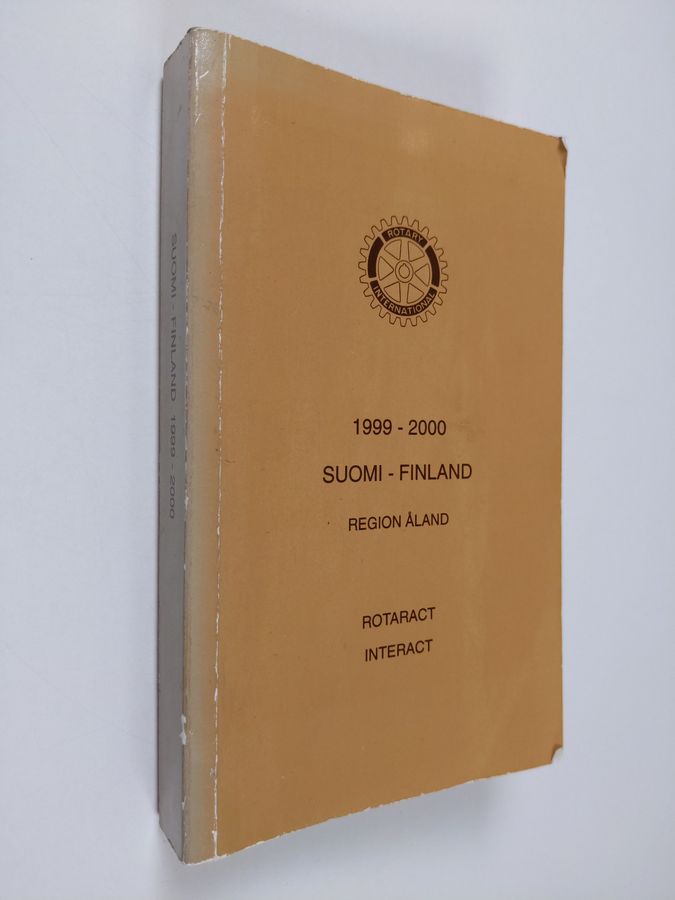 ROTARY
INTERNATIONAL
1999 - 2000
SUOMI - FINLAND
REGION ÅLAND
ROTARACT
INTERACT
SUOMI - FINLAND 1999 - 2000